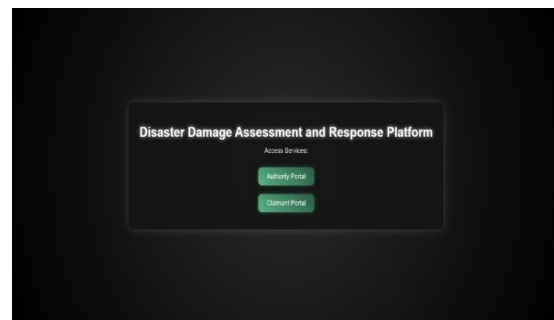 Disaster Damage Assessment and Response Platform
Access Services:
Authority Portal
Claimant Portal